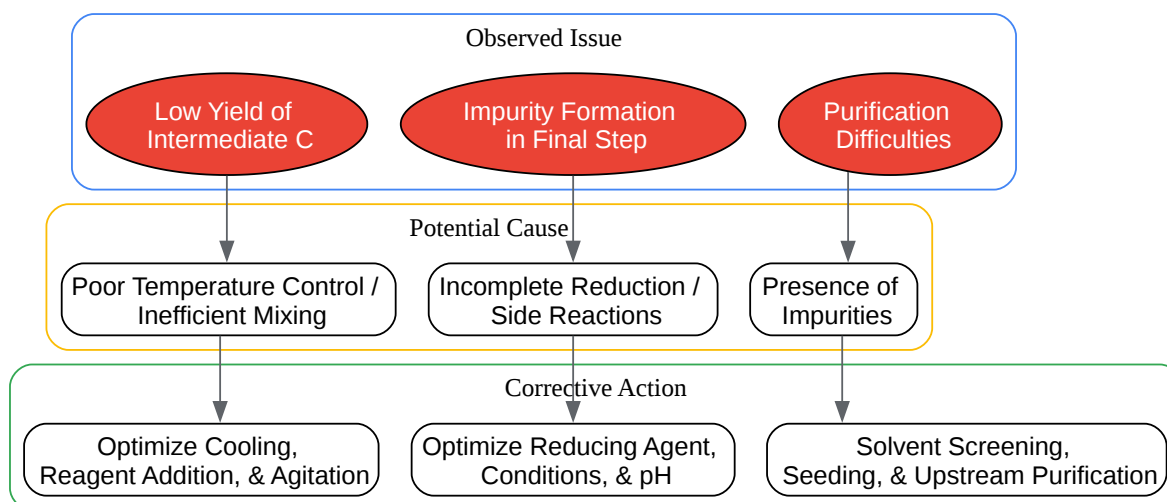 Observed Issue
Low Yield of
Intermediate C
Impurity Formation
in Final Step
Purification
Difficulties
Potential Cause
Poor Temperature Control /
Inefficient Mixing
Incomplete Reduction /
Side Reactions
Presence of
Impurities
Corrective Action
Optimize Cooling,
Reagent Addition, & Agitation
Optimize Reducing Agent,
Conditions, & pH
Solvent Screening,
Seeding, & Upstream Purification